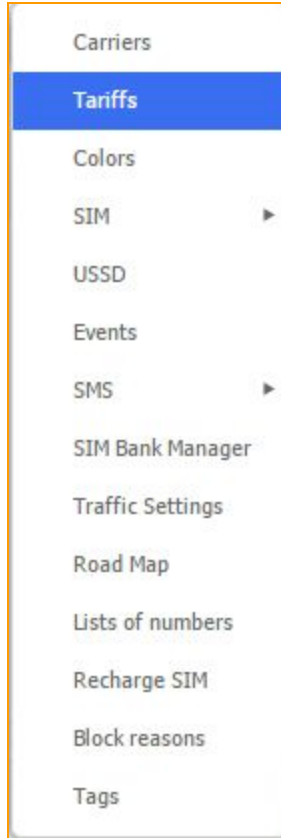 Carriers
Tariffs
Colors
SIM
USSD
Events
SMS
SIM Bank Manager
Traffic Settings
Road Map
Lists of numbers
Recharge SIM
Block reasons
Tags